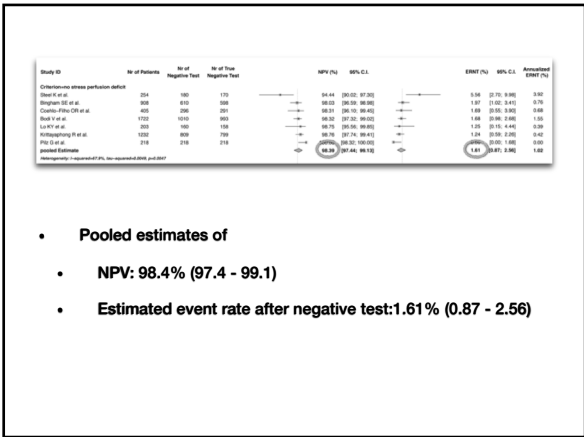 Study ID Nr of Patients Nr of Negative Test Nr of True Negative Test NPV (%) 95% C.I. ERNT (%) 95% C.I. Annualized ERNT (%)
Criterion=no stress perfusion deficit
Steel K et al. 254 180 170 94.44 [90.02; 97.30] 5.56 [2.70; 9.98] 3.92
Bingham SE et al. 908 610 598 98.03 [96.59; 98.98] 1.97 [1.02; 3.41] 0.76
Coelho-Filho OR et al. 405 296 291 98.31 [96.10; 99.45] 1.69 [0.55; 3.90] 0.68
Bodi V et al. 1722 1010 993 98.32 [97.32; 99.02] 1.68 [0.98; 2.68] 1.55
Lo KY et al. 203 160 158 98.75 [95.56; 99.85] 1.25 [0.15; 4.44] 0.39
Krittayaphong R et al. 1232 809 799 98.76 [97.74; 99.41] 1.24 [0.59; 2.26] 0.42
Pilz G et al. 218 218 218 [98.32; 100.00] [0.00; 1.68] 0.00
pooled Estimate 98.39 [97.44; 99.13] 1.61 [0.87; 2.56] 1.02
Heterogeneity: I-squared=67.9%, p=0.0047
• Pooled estimates of
• NPV: 98.4% (97.4 - 99.1)
• Estimated event rate after negative test:1.61% (0.87 - 2.56)